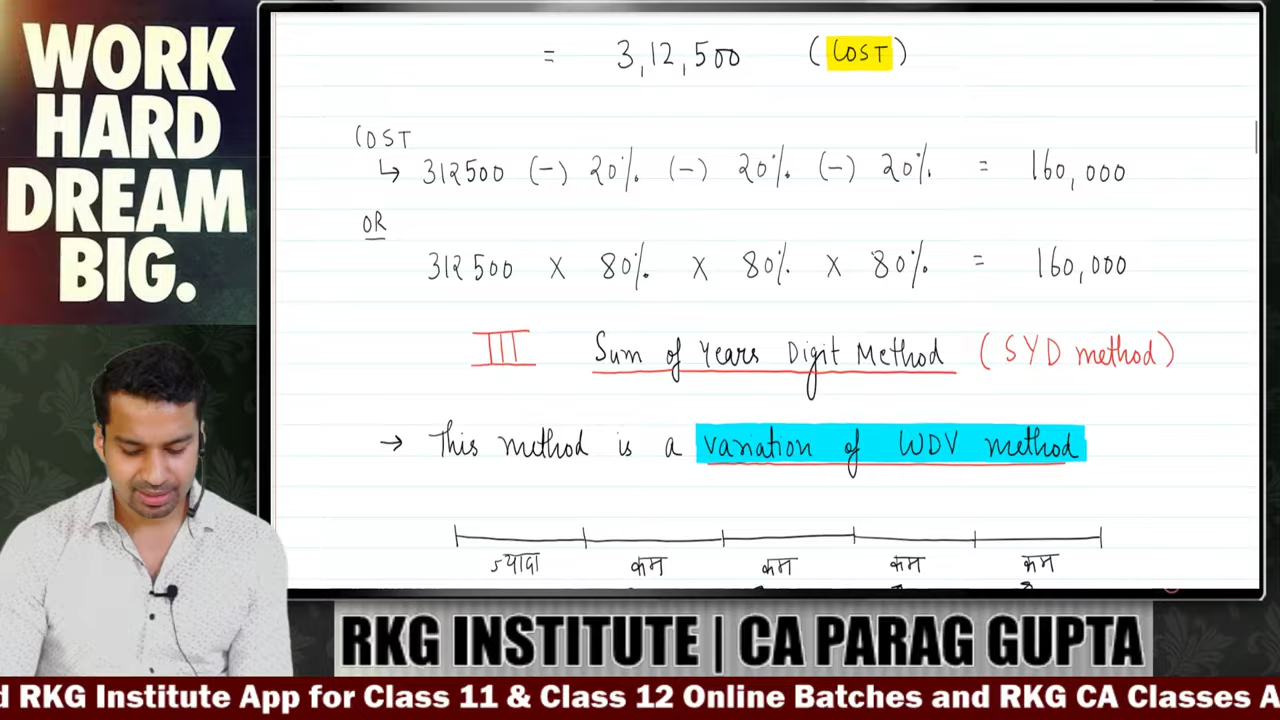 WORK
HARD
DREAM
BIG.
= 3,12,500 (COST)
COST
↳ 312500 (-) 20% (-) 20% (-) 20% = 160,000
OR
312500 x 80% x 80% x 80% = 160,000
III Sum of Years Digit Method (SYD method)
→ This method is a variation of WDV method
ज्यादा कम कम कम कम
RKG INSTITUTE | CA PARAG GUPTA
d RKG Institute App for Class 11 & Class 12 Online Batches and RKG CA Classes A